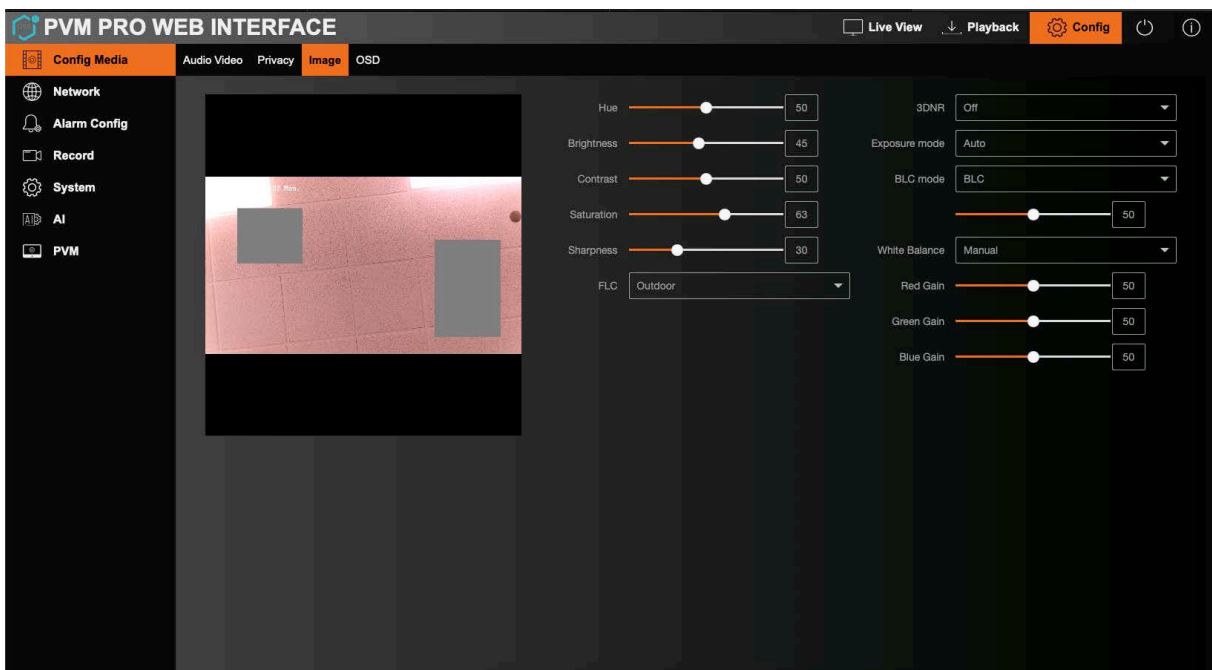 PVM PRO WEB INTERFACE
Live View Playback Config
Config Media
Network
Alarm Config
Record
System
AI
PVM
Audio Video Privacy Image OSD
Hue 50
Brightness 45
Contrast 50
Saturation 63
Sharpness 30
FLC Outdoor
3DNR Off
Exposure mode Auto
BLC mode BLC
50
White Balance Manual
Red Gain 50
Green Gain 50
Blue Gain 50